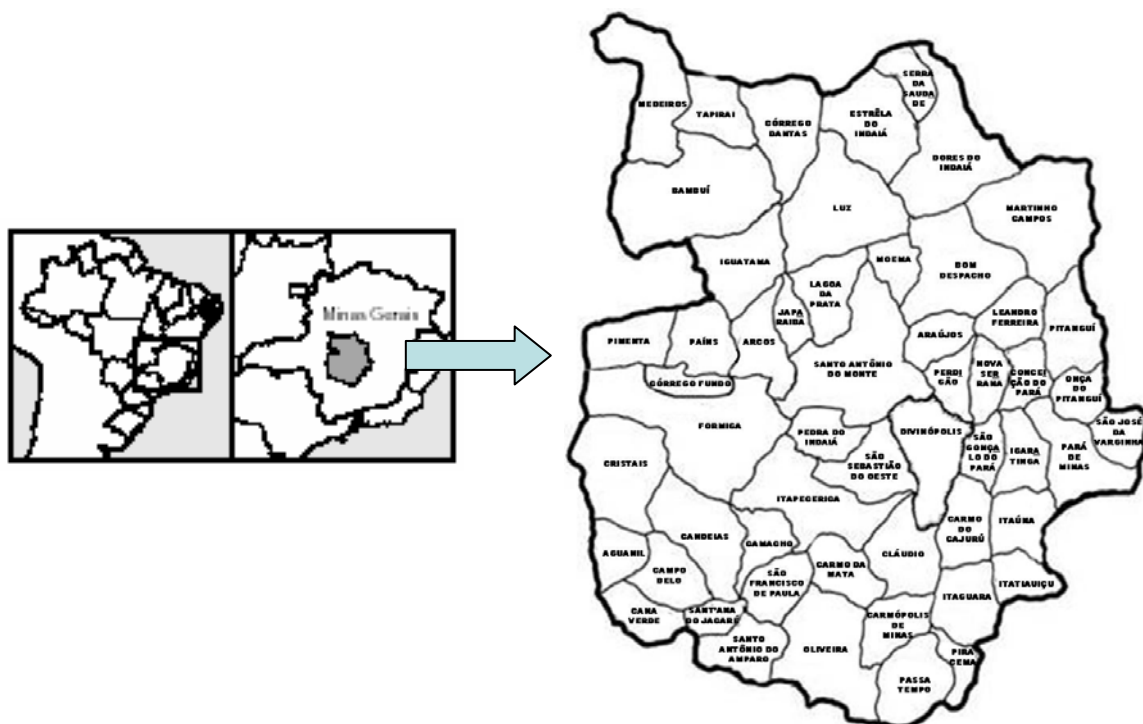 Minas Gerais
SERRA
DA
SAUDA
DE
MEDEIROS
TAPIRAI
CÓRREGO
DANTAS
ESTRÊLA
DO
INDAIÁ
DORES DO
INDAIÁ
BAMBUÍ
LUZ
MARTINHO
CAMPOS
IGUATAMA
MOEMA
BOM
DESPACHO
LAGOA
DA
PRATA
JAPA
RAIBA
LEANDRO
FERREIRA
PITANGUÍ
PIMENTA
PAÍNS
ARCOS
ARAÚJOS
SANTO ANTÔNIO
DO MONTE
PERDI
GÃO
NOVA
SER
RANA
CONCEI
ÇÃO DO
PARÁ
ONÇA
DO
PITANGUÍ
CÓRREGO FUNDO
FORMIGA
PEDRA DO
INDAIÁ
DIVINÓPOLIS
SÃO
GONÇA
LO DO
PARÁ
IGARA
TINGA
PARÁ
DE
MINAS
SÃO JOSÉ
DA
VARGINHA
CRISTAIS
SÃO
SEBASTIÃO
DO OESTE
ITAPECERICA
CANDEIAS
CAMACHO
CLÁUDIO
CARMO
DO
CAJURÚ
ITAÚNA
AGUANIL
CAMPO
BELO
SÃO
FRANCISCO
DE PAULA
CARMO DA
MATA
ITATIAUIÇU
ITAGUARA
CANA
VERDE
SANT'ANA
DO JACARÉ
CARMÓPOLIS
DE
MINAS
SANTO
ANTÔNIO DO
AMPARO
OLIVEIRA
PIRA
CEMA
PASSA
TEMPO